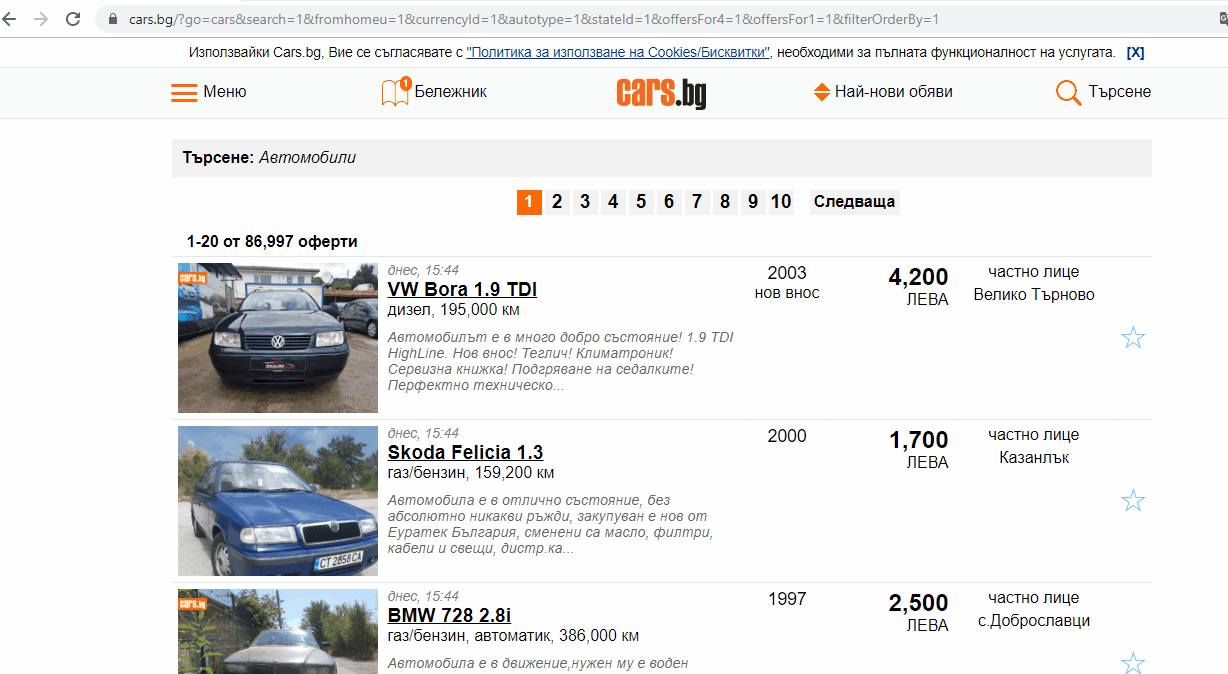 cars.bg/?go=cars&search=1&fromhomeu=1&currencyId=1&autotype=1&stateId=1&offersFor4=1&offersFor1=1&filterOrderBy=1
Използвайки Cars.bg, Вие се съгласявате с "Политика за използване на Cookies/Бисквитки", необходими за пълната функционалност на услугата. [X]
Меню 1 Бележник cars.bg Най-нови обяви Търсене
Търсене: Автомобили
1 2 3 4 5 6 7 8 9 10 Следваща
1-20 от 86,997 оферти
cars.bg
днес, 15:44
VW Bora 1.9 TDI
дизел, 195,000 км
Автомобилът е в много добро състояние! 1.9 TDI
HighLine. Нов внос! Теглич! Климатроник!
Сервизна книжка! Подгряване на седалките!
Перфектно техническо...
2003
нов внос
4,200
ЛЕВА
частно лице
Велико Търново
днес, 15:44
Skoda Felicia 1.3
газ/бензин, 159,200 км
Автомобила е в отлично състояние, без
абсолютно никакви ръжди, закупуван е нов от
Еуратек България, сменени са масло, филтри,
кабели и свещи, дистр.ка...
2000
1,700
ЛЕВА
частно лице
Казанлък
CT 2858 CA
cars.bg
днес, 15:44
BMW 728 2.8i
газ/бензин, автоматик, 386,000 км
Автомобила е в движение,нужен му е воден
1997
2,500
ЛЕВА
частно лице
с.Доброславци